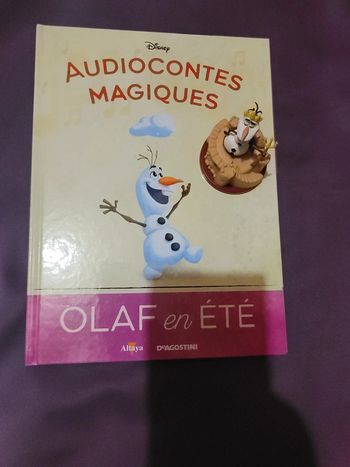 Disney
AUDIOCONTES
MAGIQUES
OLAF en ÉTÉ
Altaya
DeAGOSTINI